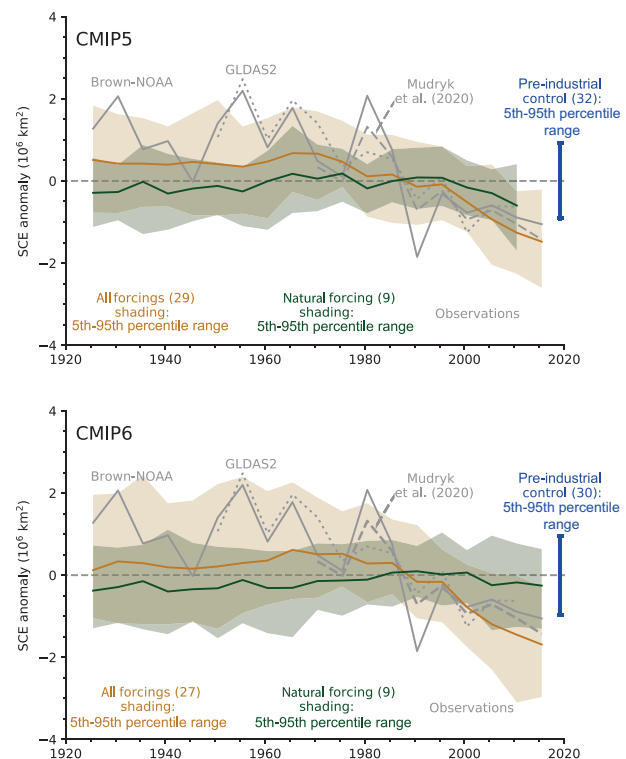 4
CMIP5
Brown-NOAA
GLDAS2
Mudryk
et al. (2020)
Pre-industrial
control (32):
5th-95th percentile
range
2
0
−2
−4
SCE anomaly (10⁶ km²)
All forcings (29)
shading:
5th-95th percentile range
Natural forcing (9)
shading:
5th-95th percentile range
Observations
1920
1940
1960
1980
2000
2020
4
CMIP6
Brown-NOAA
GLDAS2
Mudryk
et al. (2020)
Pre-industrial
control (30):
5th-95th percentile
range
2
0
−2
−4
SCE anomaly (10⁶ km²)
All forcings (27)
shading:
5th-95th percentile range
Natural forcing (9)
shading:
5th-95th percentile range
Observations
1920
1940
1960
1980
2000
2020